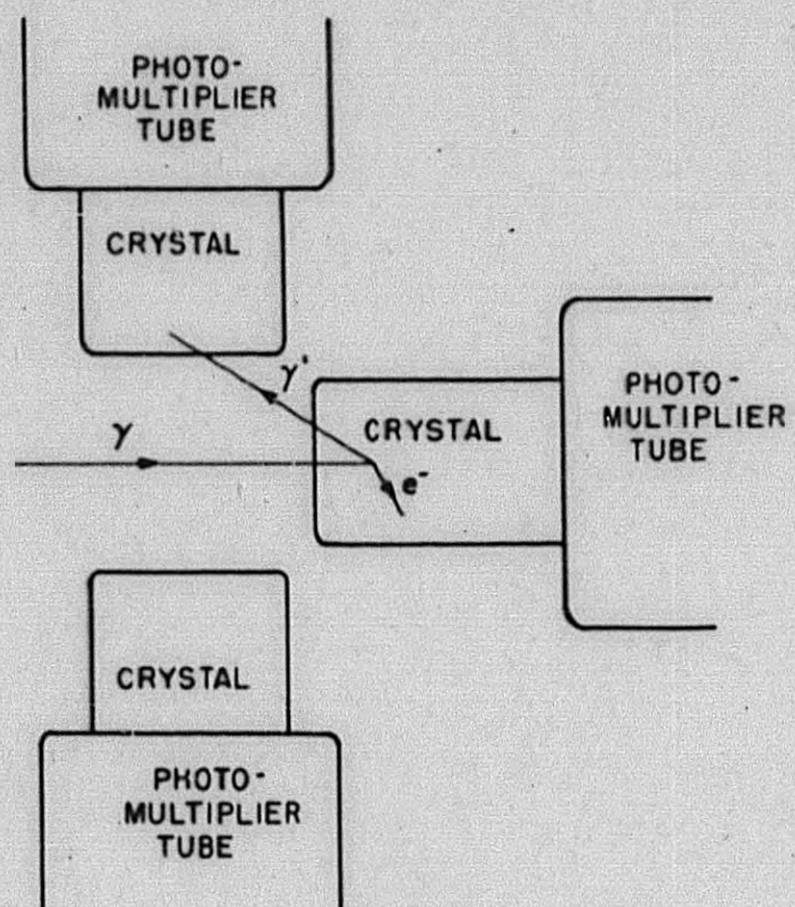 PHOTO-
MULTIPLIER
TUBE
CRYSTAL
γ'
γ
CRYSTAL
e⁻
PHOTO-
MULTIPLIER
TUBE
CRYSTAL
PHOTO-
MULTIPLIER
TUBE